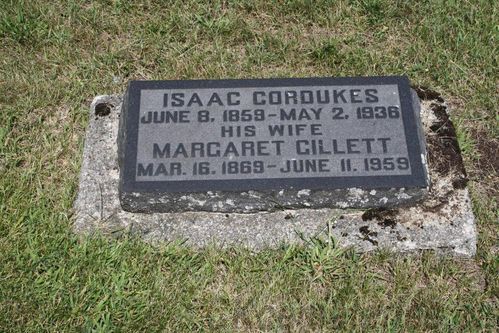 ISAAC CORDUKES
JUNE 8, 1859-MAY 2, 1936
HIS WIFE
MARGARET GILLETT
MAR. 16, 1869-JUNE 11, 1959